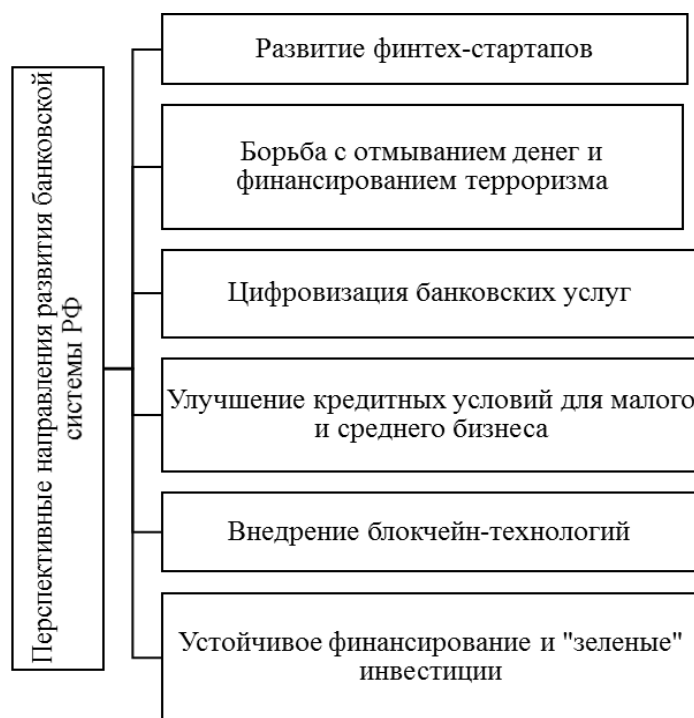 Перспективные направления развития банковской
системы РФ
Развитие финтех-стартапов
Борьба с отмыванием денег и
финансированием терроризма
Цифровизация банковских услуг
Улучшение кредитных условий для малого
и среднего бизнеса
Внедрение блокчейн-технологий
Устойчивое финансирование и "зеленые"
инвестиции